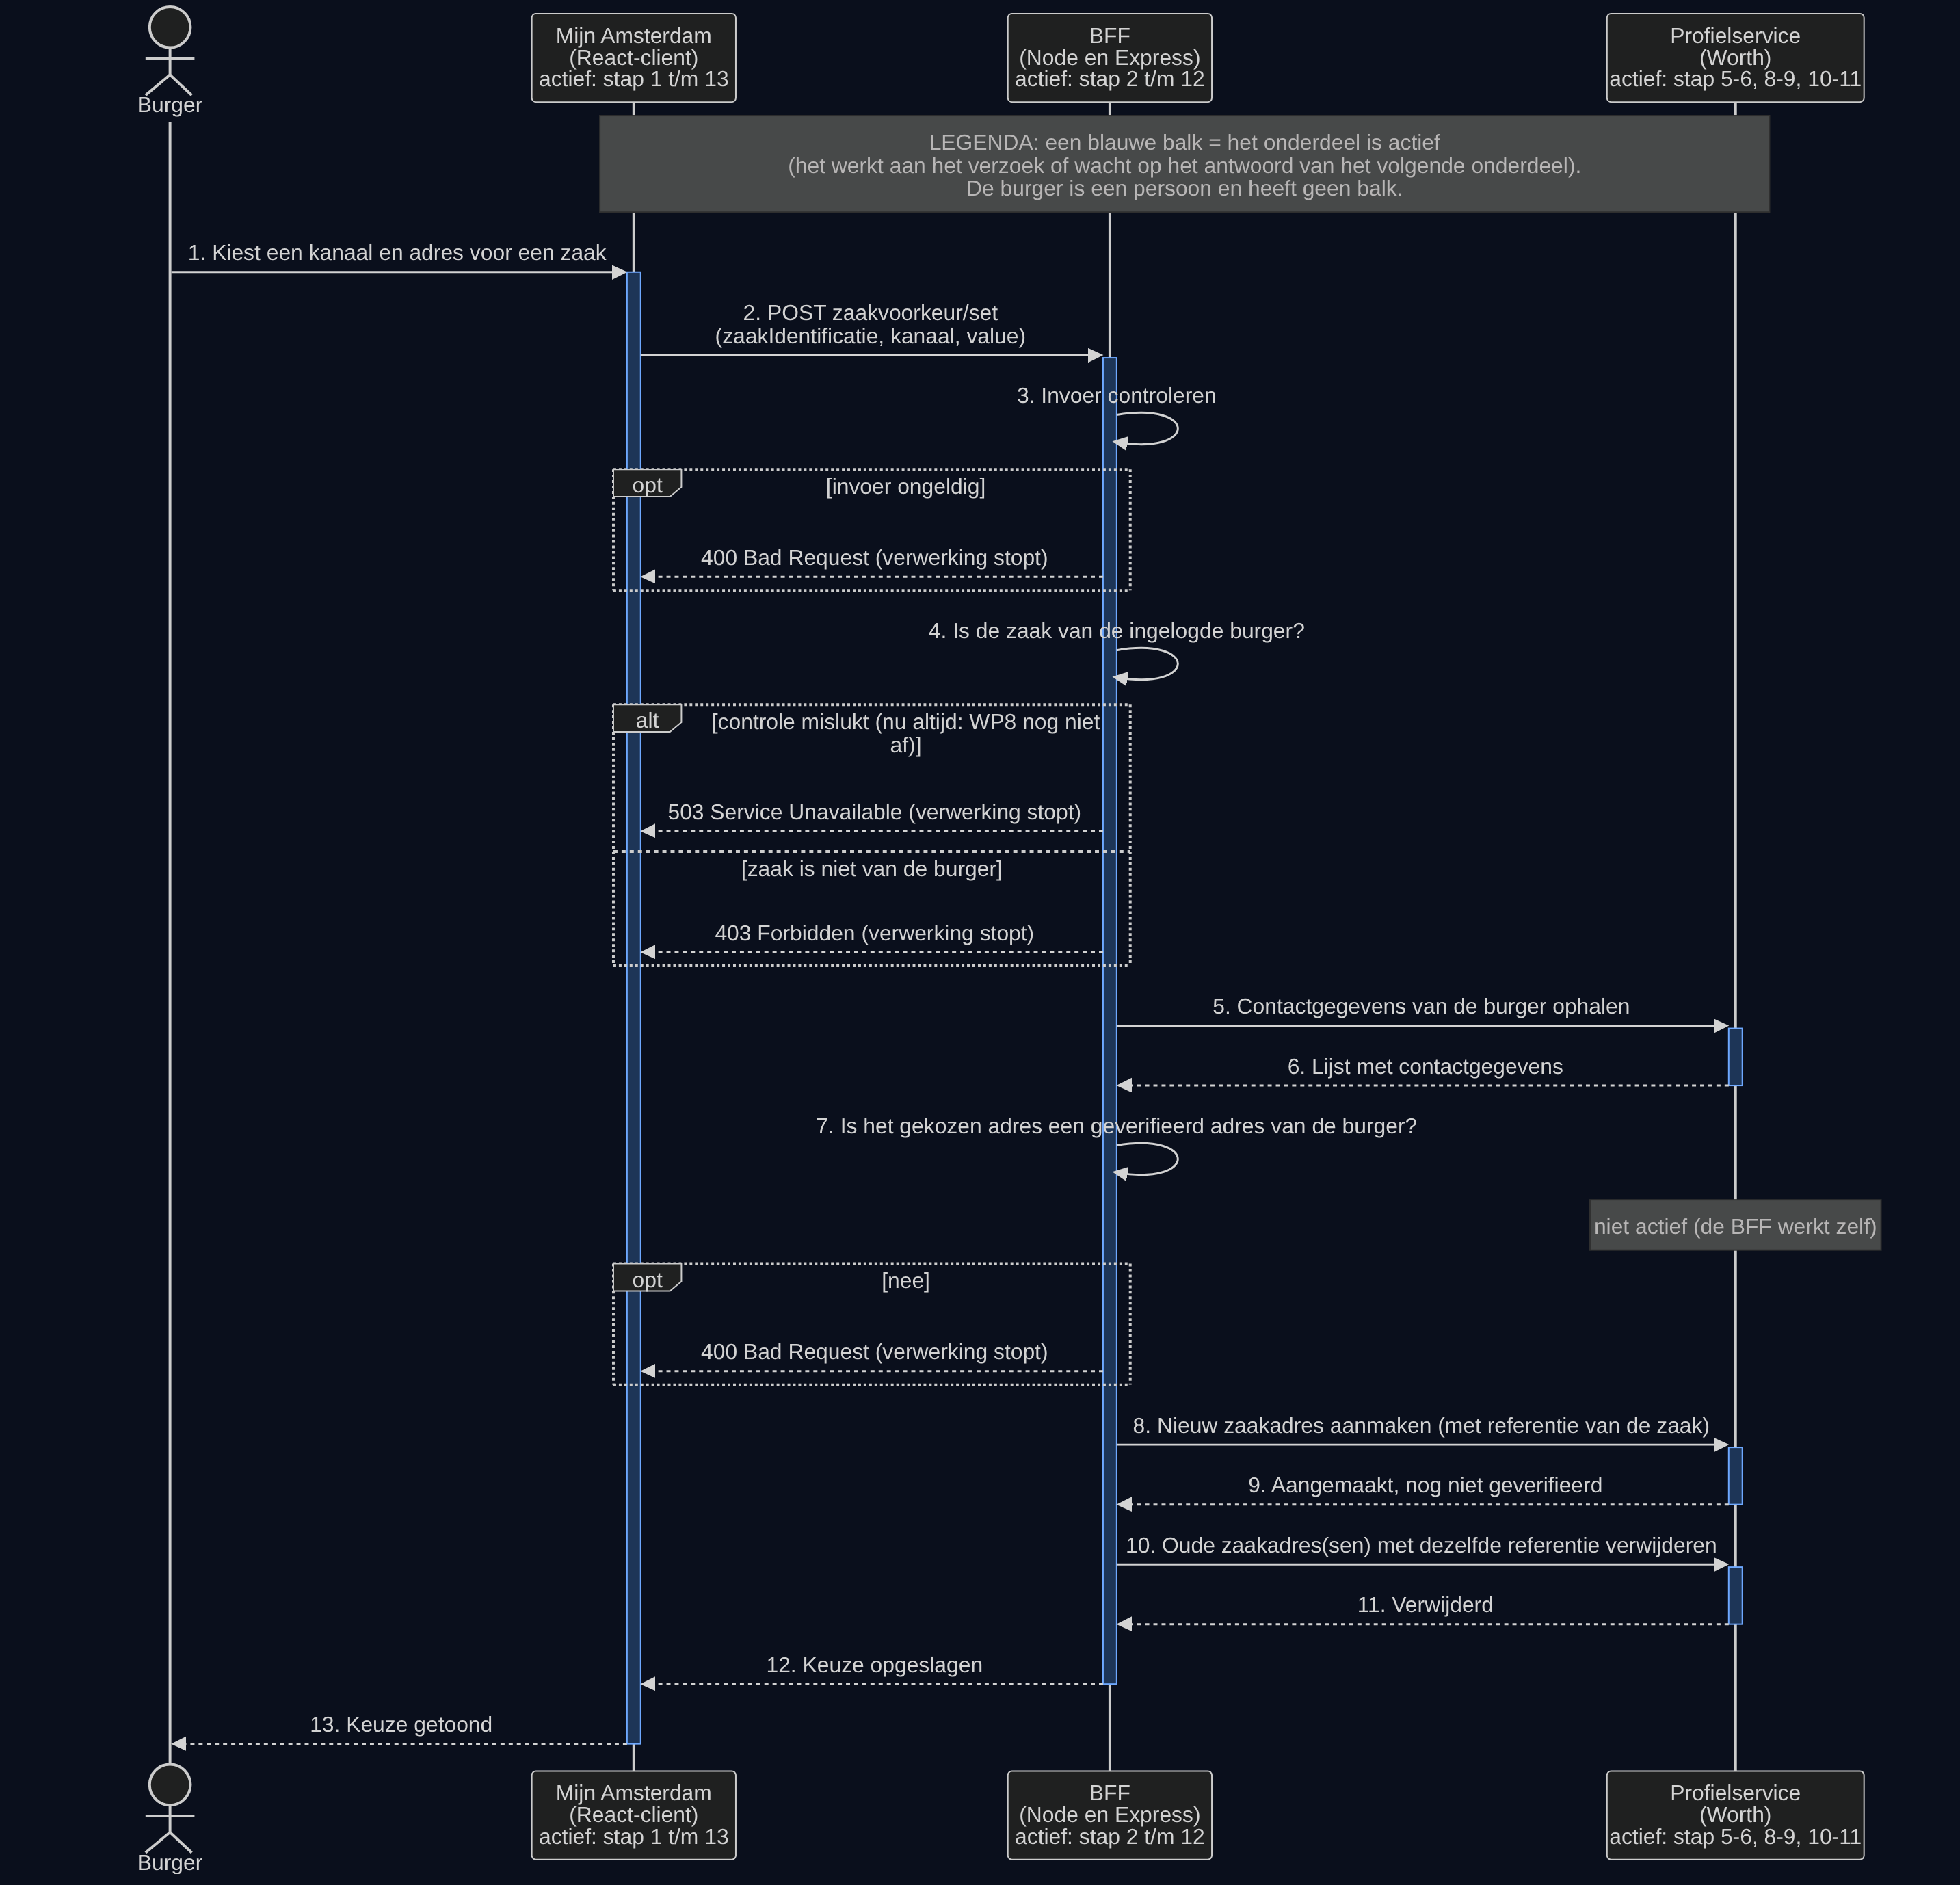 Burger
Mijn Amsterdam
(React-client)
actief: stap 1 t/m 13
BFF
(Node en Express)
actief: stap 2 t/m 12
Profielservice
(Worth)
actief: stap 5-6, 8-9, 10-11
LEGENDA: een blauwe balk = het onderdeel is actief
(het werkt aan het verzoek of wacht op het antwoord van het volgende onderdeel).
De burger is een persoon en heeft geen balk.
1. Kiest een kanaal en adres voor een zaak
2. POST zaakvoorkeur/set
(zaakIdentificatie, kanaal, value)
3. Invoer controleren
opt
[invoer ongeldig]
400 Bad Request (verwerking stopt)
4. Is de zaak van de ingelogde burger?
alt
[controle mislukt (nu altijd: WP8 nog niet
af)]
503 Service Unavailable (verwerking stopt)
[zaak is niet van de burger]
403 Forbidden (verwerking stopt)
5. Contactgegevens van de burger ophalen
6. Lijst met contactgegevens
7. Is het gekozen adres een geverifieerd adres van de burger?
niet actief (de BFF werkt zelf)
opt
[nee]
400 Bad Request (verwerking stopt)
8. Nieuw zaakadres aanmaken (met referentie van de zaak)
9. Aangemaakt, nog niet geverifieerd
10. Oude zaakadres(sen) met dezelfde referentie verwijderen
11. Verwijderd
12. Keuze opgeslagen
13. Keuze getoond
Burger
Mijn Amsterdam
(React-client)
actief: stap 1 t/m 13
BFF
(Node en Express)
actief: stap 2 t/m 12
Profielservice
(Worth)
actief: stap 5-6, 8-9, 10-11